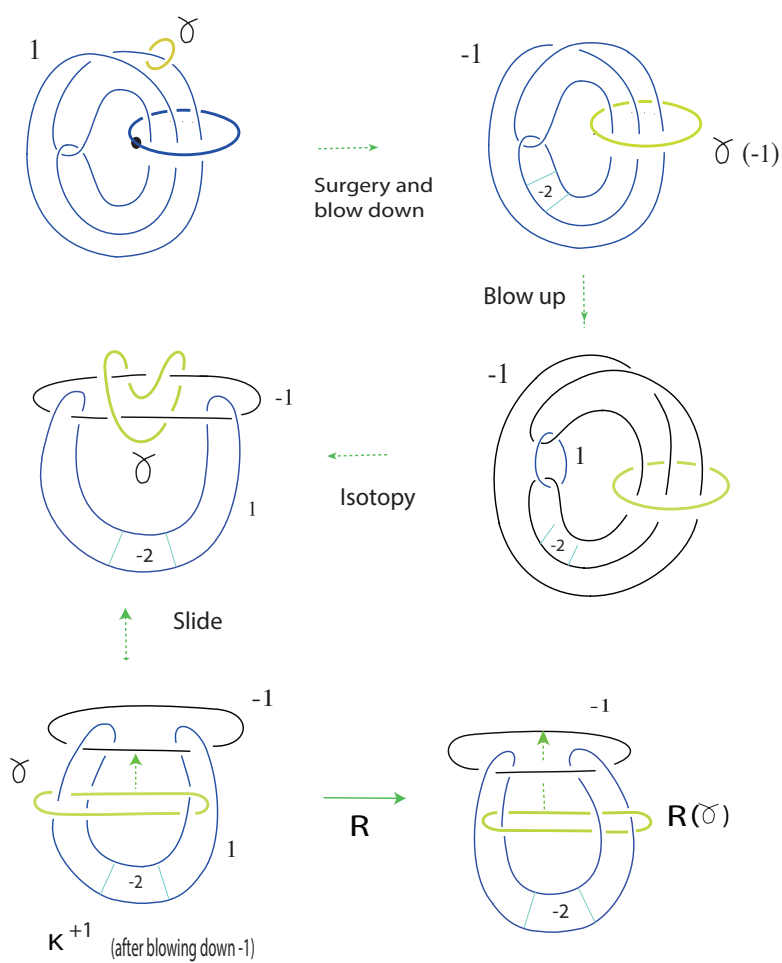 1
ɣ
-1
-2
ɣ (-1)
Surgery and
blow down
Blow up
-1
ɣ
1
-2
-1
1
-2
Isotopy
Slide
-1
ɣ
1
-2
K +1 (after blowing down -1)
R
-1
R(ɣ)
-2